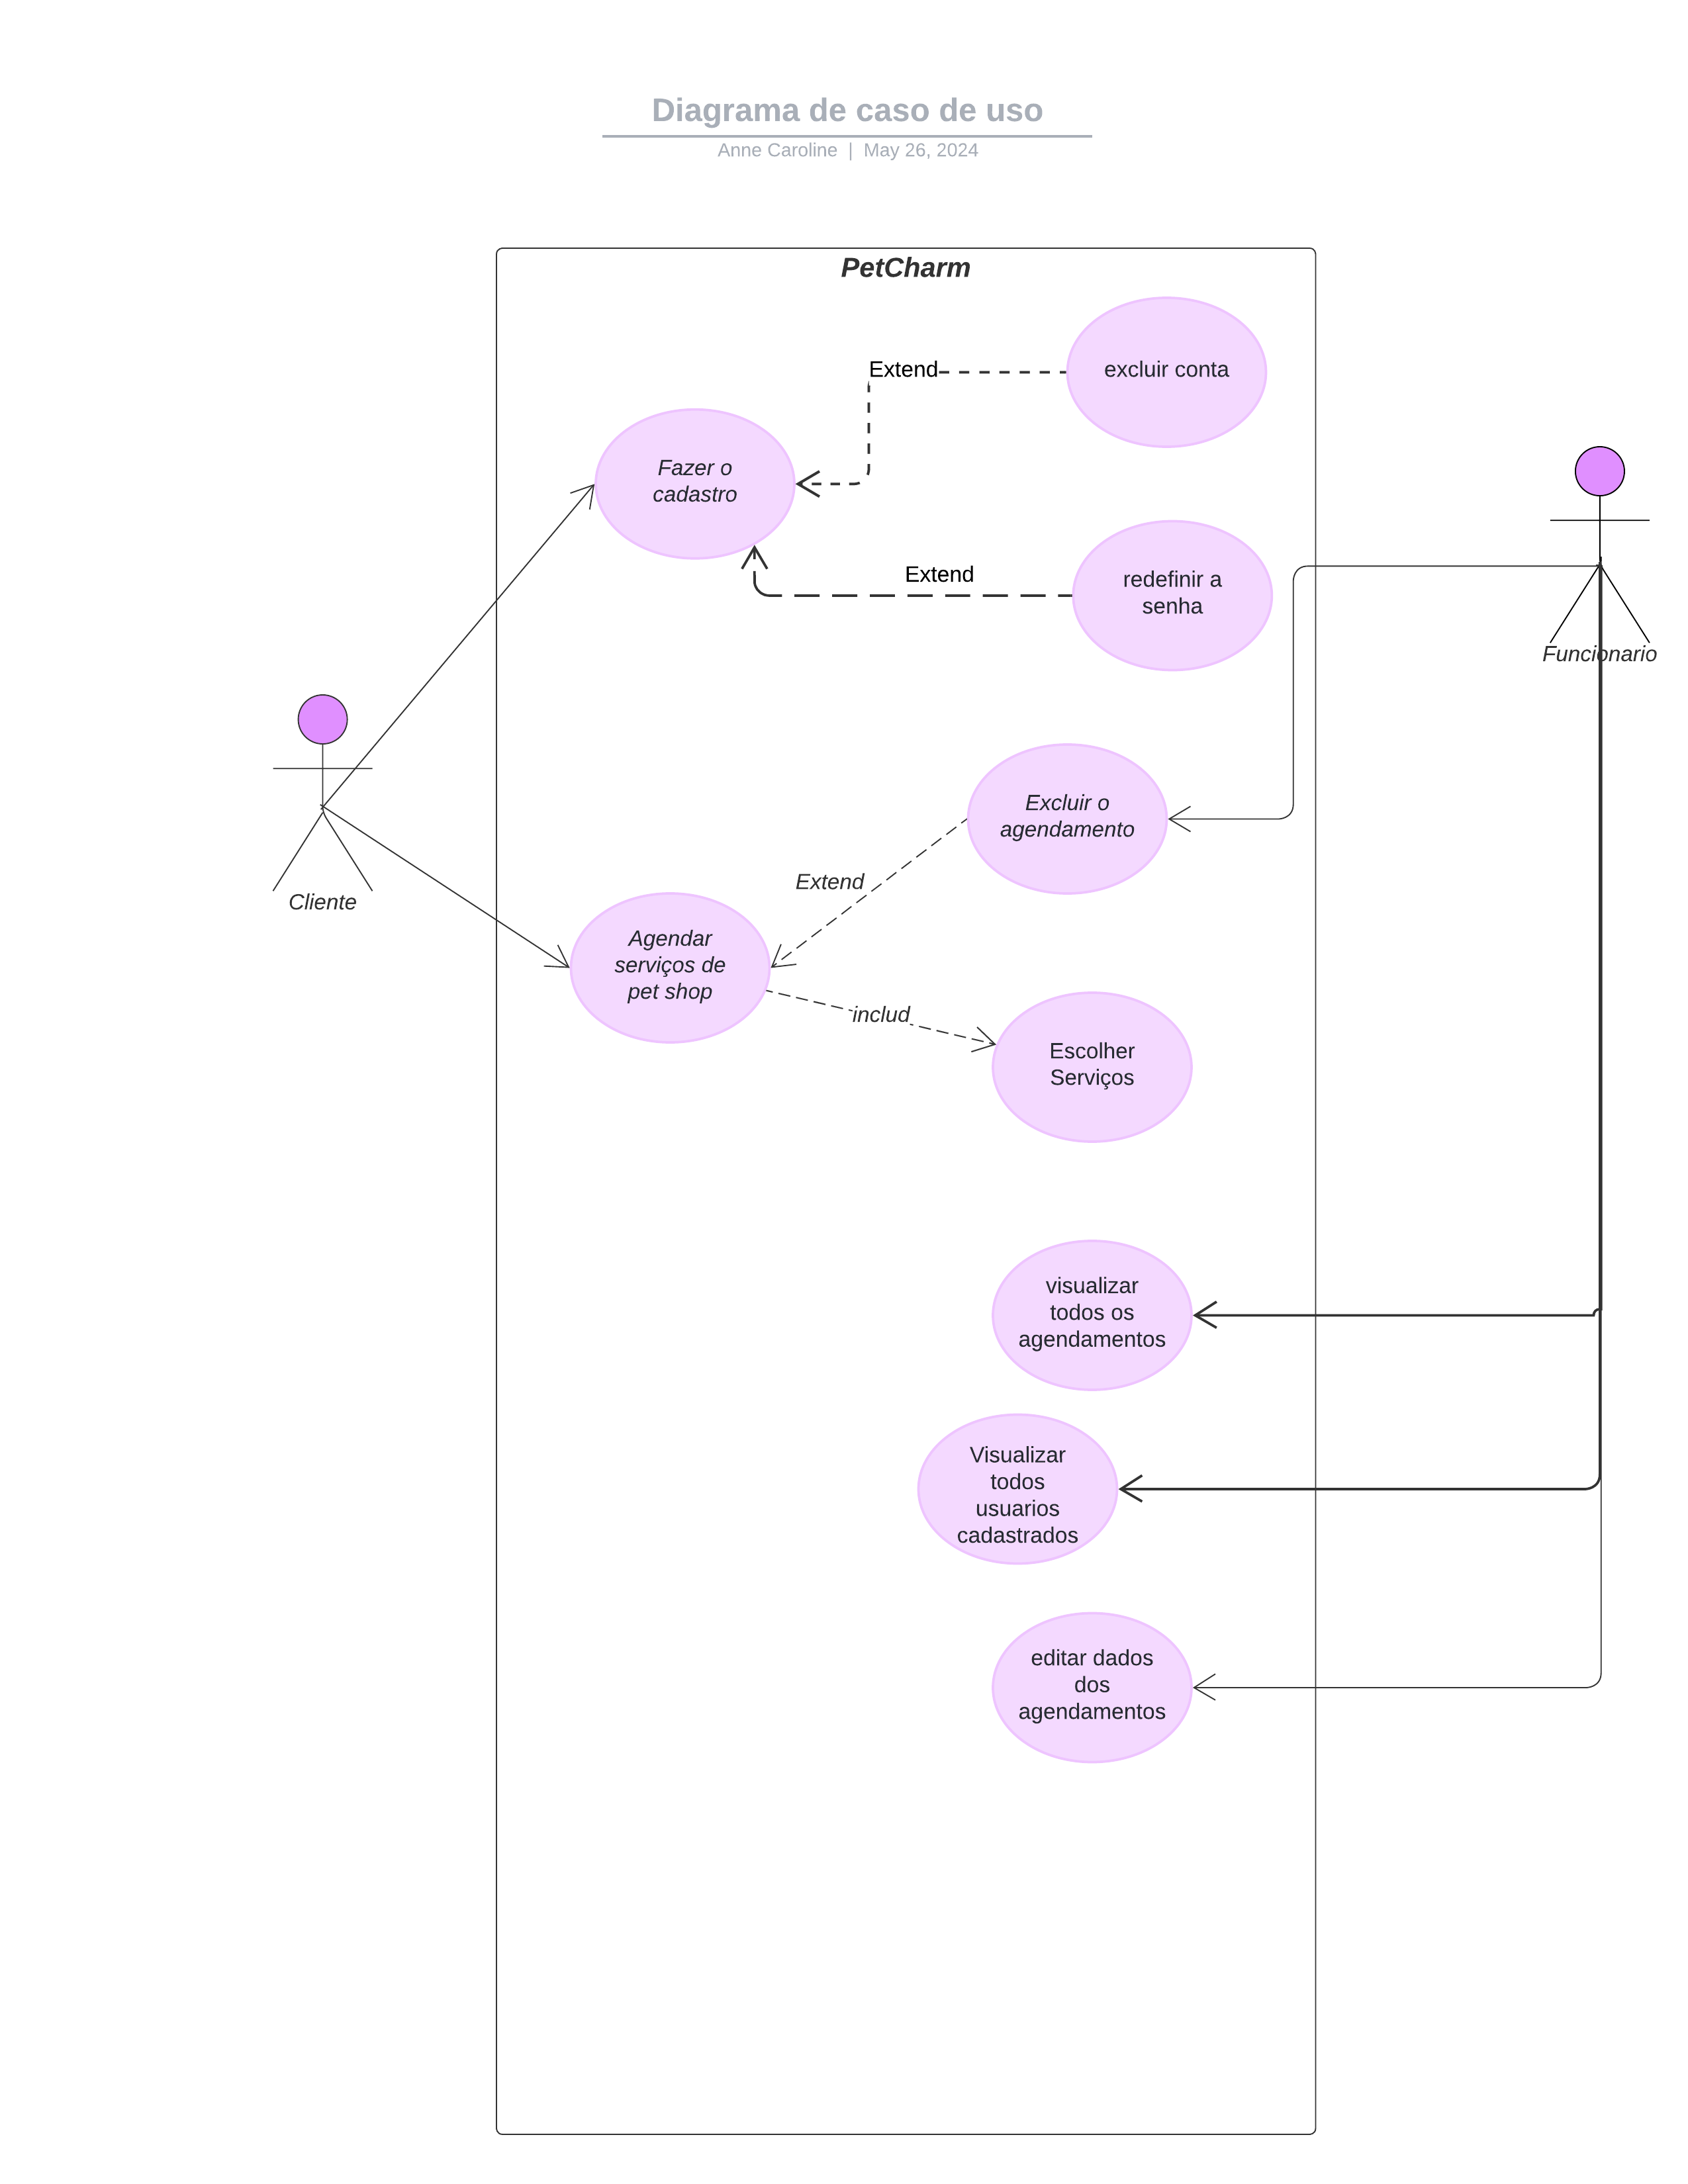 Diagrama de caso de uso
Anne Caroline | May 26, 2024
PetCharm
excluir conta
Extend
Fazer o
cadastro
Extend
redefinir a
senha
Funcionario
Cliente
Excluir o
agendamento
Extend
Agendar
serviços de
pet shop
includ
Escolher
Serviços
visualizar
todos os
agendamentos
Visualizar
todos
usuarios
cadastrados
editar dados
dos
agendamentos